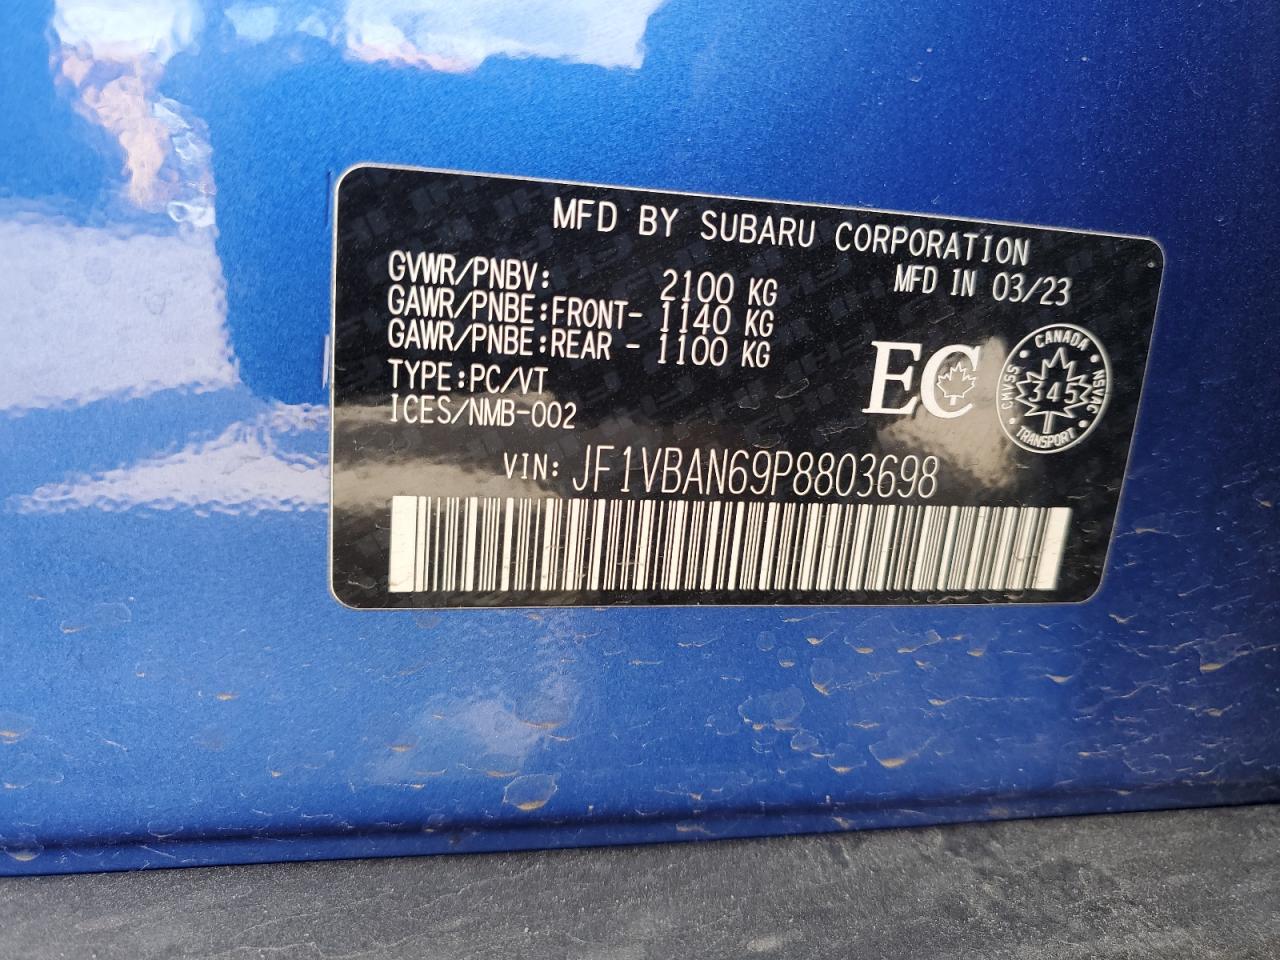 MFD BY SUBARU CORPORATION
MFD IN 03/23
GVWR/PNBV: 2100 KG
GAWR/PNBE:FRONT- 1140 KG
GAWR/PNBE:REAR - 1100 KG
TYPE:PC/VT
ICES/NMB-002
EC
CANADA
CMVSS 345 NSVAC
TRANSPORT
VIN: JF1VBAN69P8803698